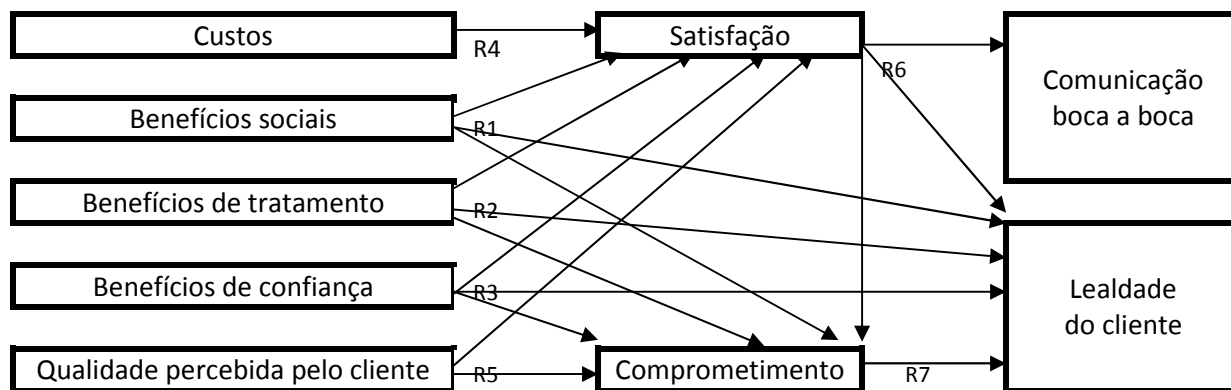 Custos
Satisfação
R4
R6
Comunicação
boca a boca
Benefícios sociais
R1
Benefícios de tratamento
R2
Benefícios de confiança
R3
Lealdade
do cliente
Qualidade percebida pelo cliente
R5
Comprometimento
R7